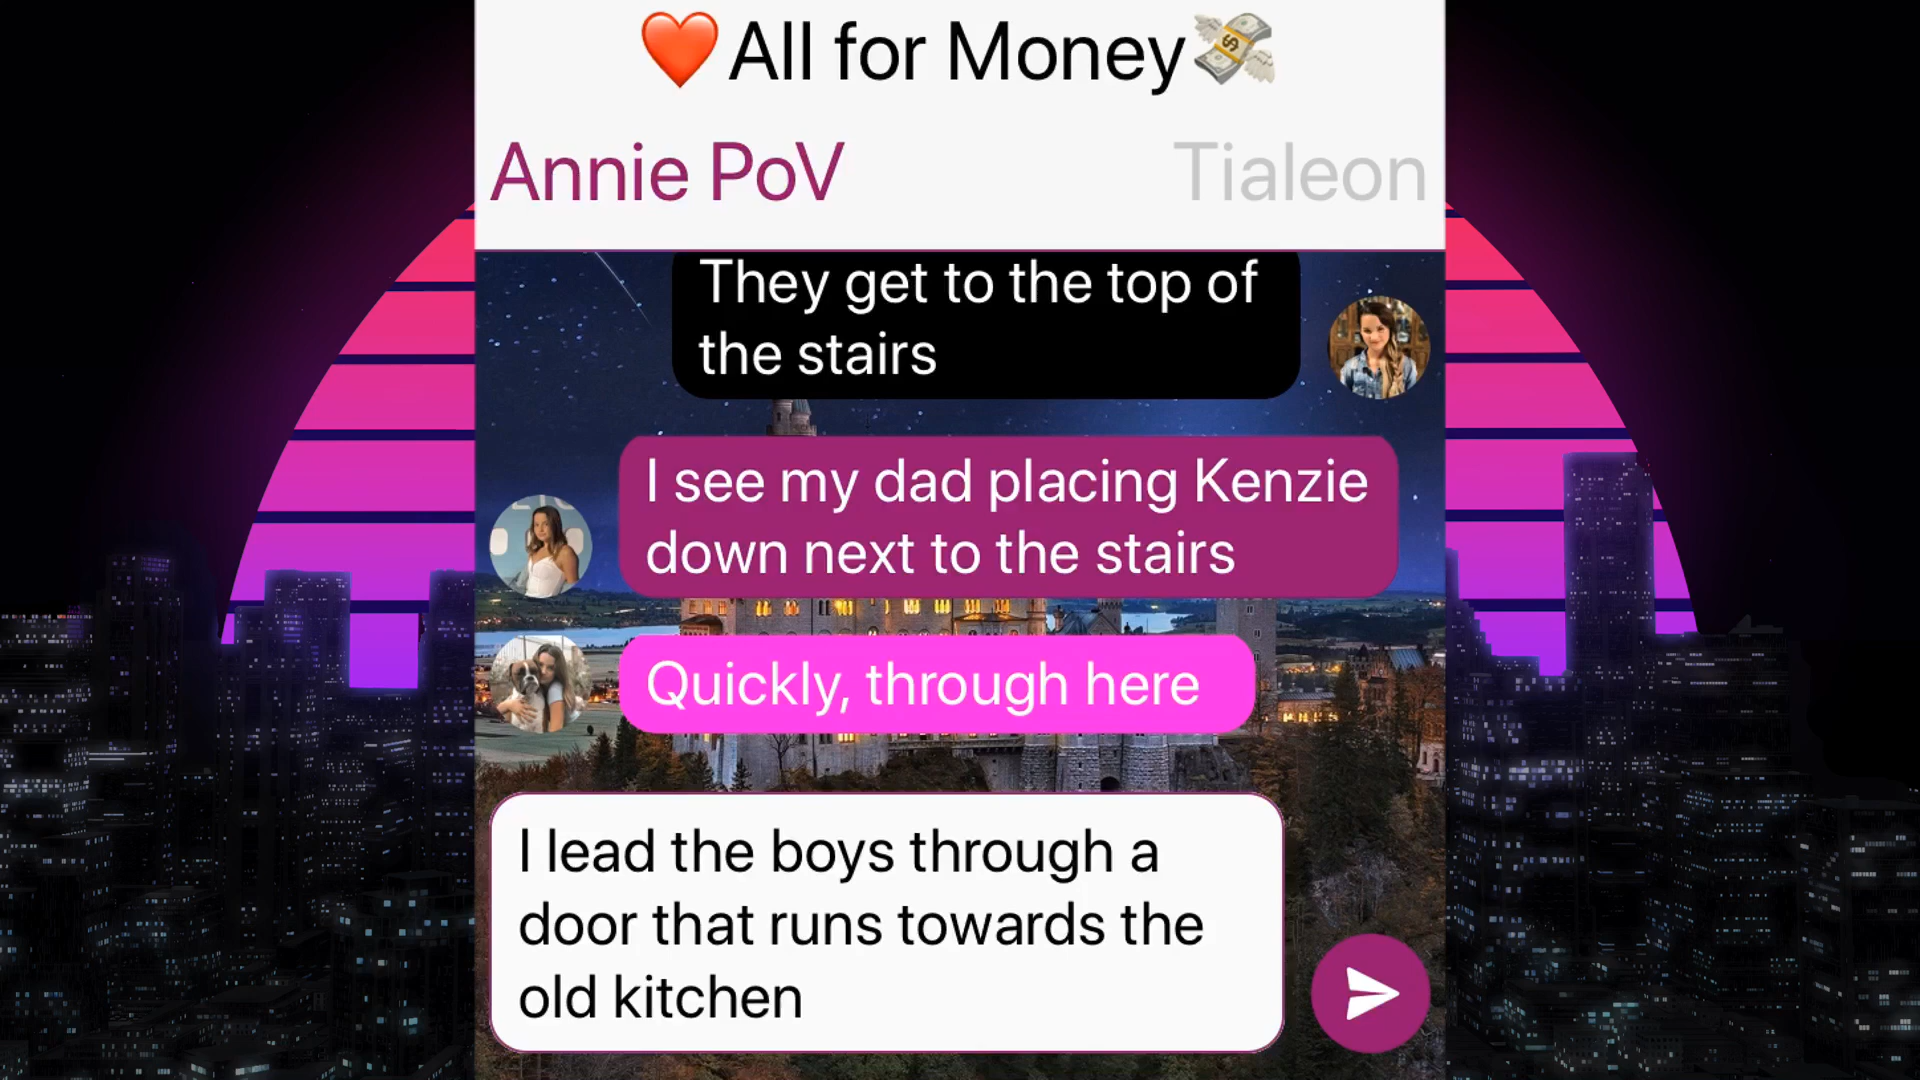 ❤️All for Money💸
Annie PoV
Tialeon
They get to the top of
the stairs
I see my dad placing Kenzie
down next to the stairs
Quickly, through here
I lead the boys through a
door that runs towards the
old kitchen